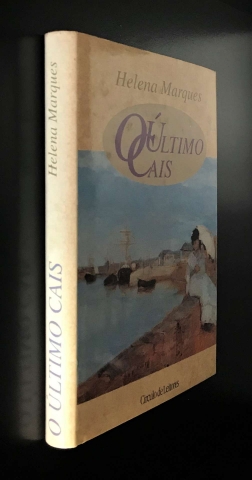 Helena Marques
O ÚLTIMO
CAIS
Círculo de Leitores
O ÚLTIMO CAIS
Helena Marques